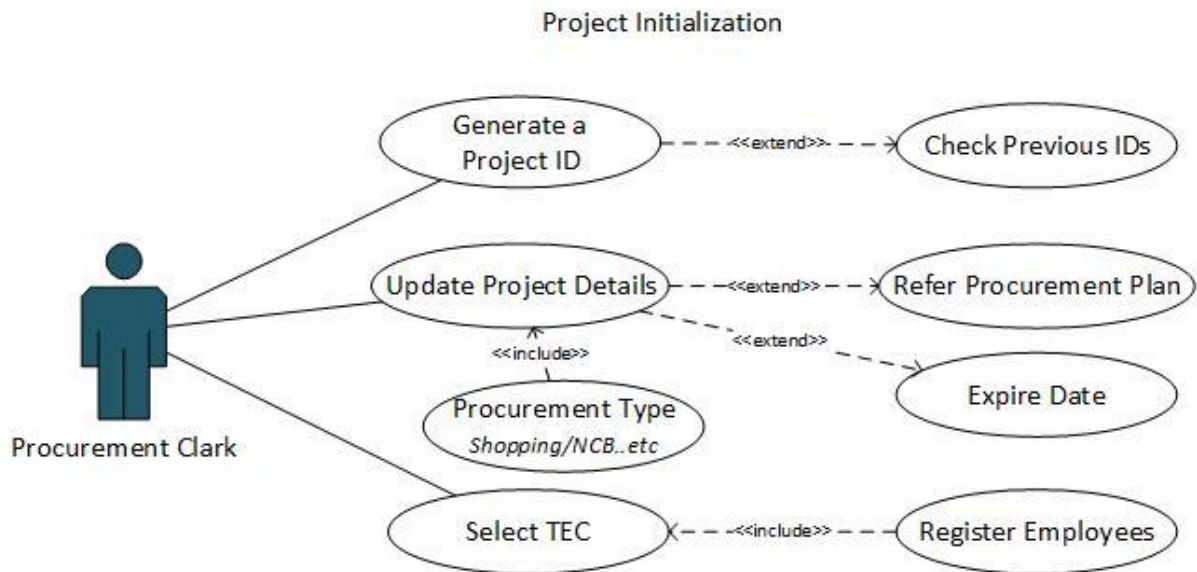 Project Initialization
Generate a
Project ID
<<extend>>
Check Previous IDs
Update Project Details
<<extend>>
Refer Procurement Plan
<<include>>
<<extend>>
Procurement Type
Shopping/NCB..etc
Expire Date
Procurement Clark
Select TEC
<<include>>
Register Employees